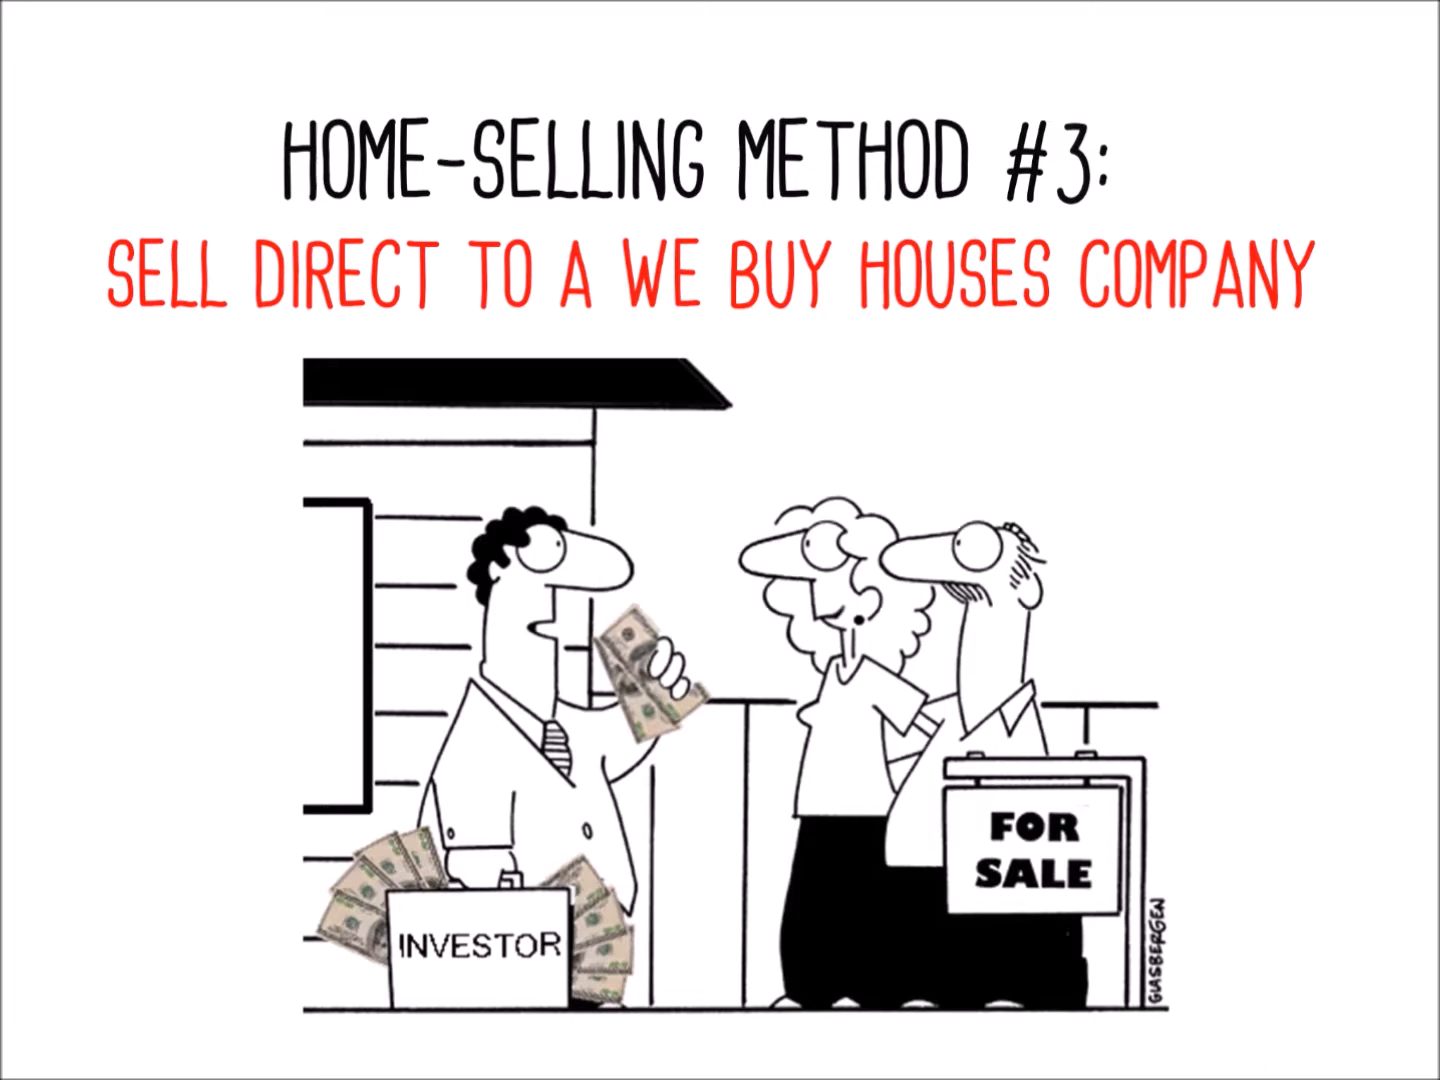 HOME-SELLING METHOD #3:
SELL DIRECT TO A WE BUY HOUSES COMPANY
INVESTOR
FOR
SALE
GLASBERGEN